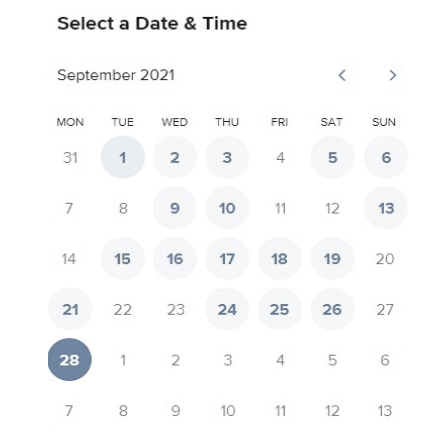 Select a Date & Time
September 2021
MON TUE WED THU FRI SAT SUN
31 1 2 3 4 5 6
7 8 9 10 11 12 13
14 15 16 17 18 19 20
21 22 23 24 25 26 27
28 1 2 3 4 5 6
7 8 9 10 11 12 13